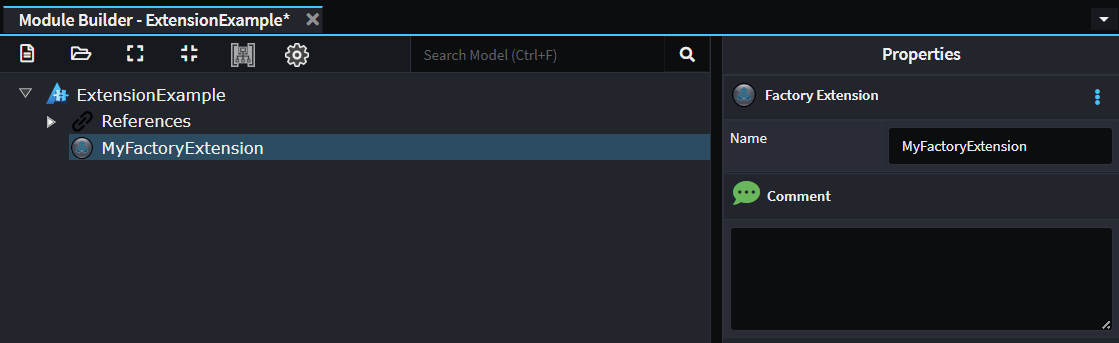 Module Builder - ExtensionExample*
Search Model (Ctrl+F)
ExtensionExample
References
MyFactoryExtension
Properties
Factory Extension
Name
MyFactoryExtension
Comment